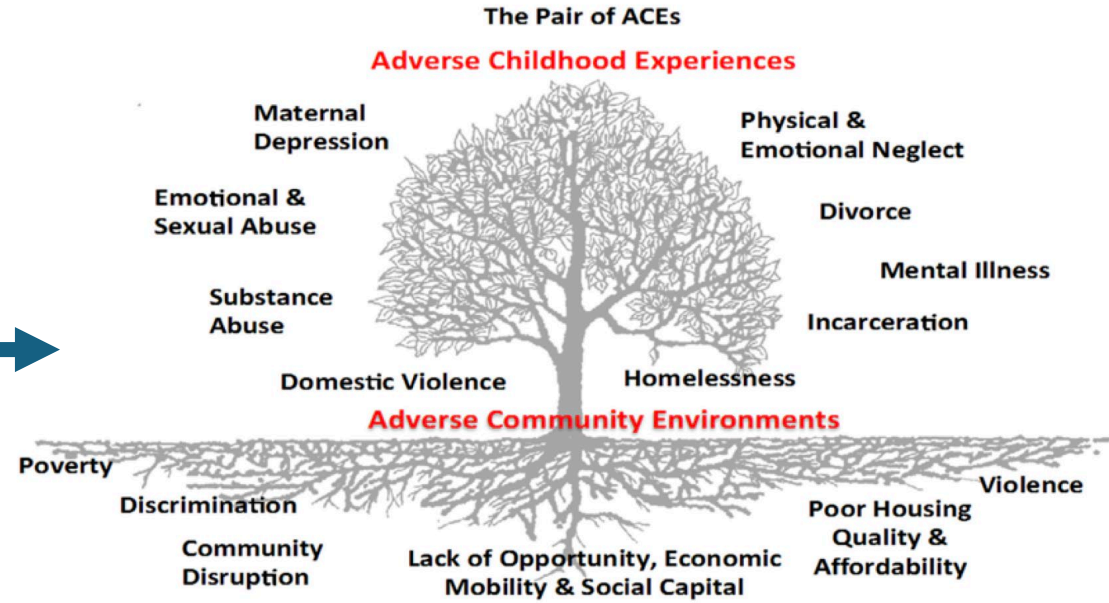 The Pair of ACEs
Adverse Childhood Experiences
Maternal
Depression
Physical &
Emotional Neglect
Emotional &
Sexual Abuse
Divorce
Mental Illness
Substance
Abuse
Incarceration
Domestic Violence
Homelessness
Adverse Community Environments
Poverty
Discrimination
Violence
Community
Disruption
Lack of Opportunity, Economic
Mobility & Social Capital
Poor Housing
Quality &
Affordability